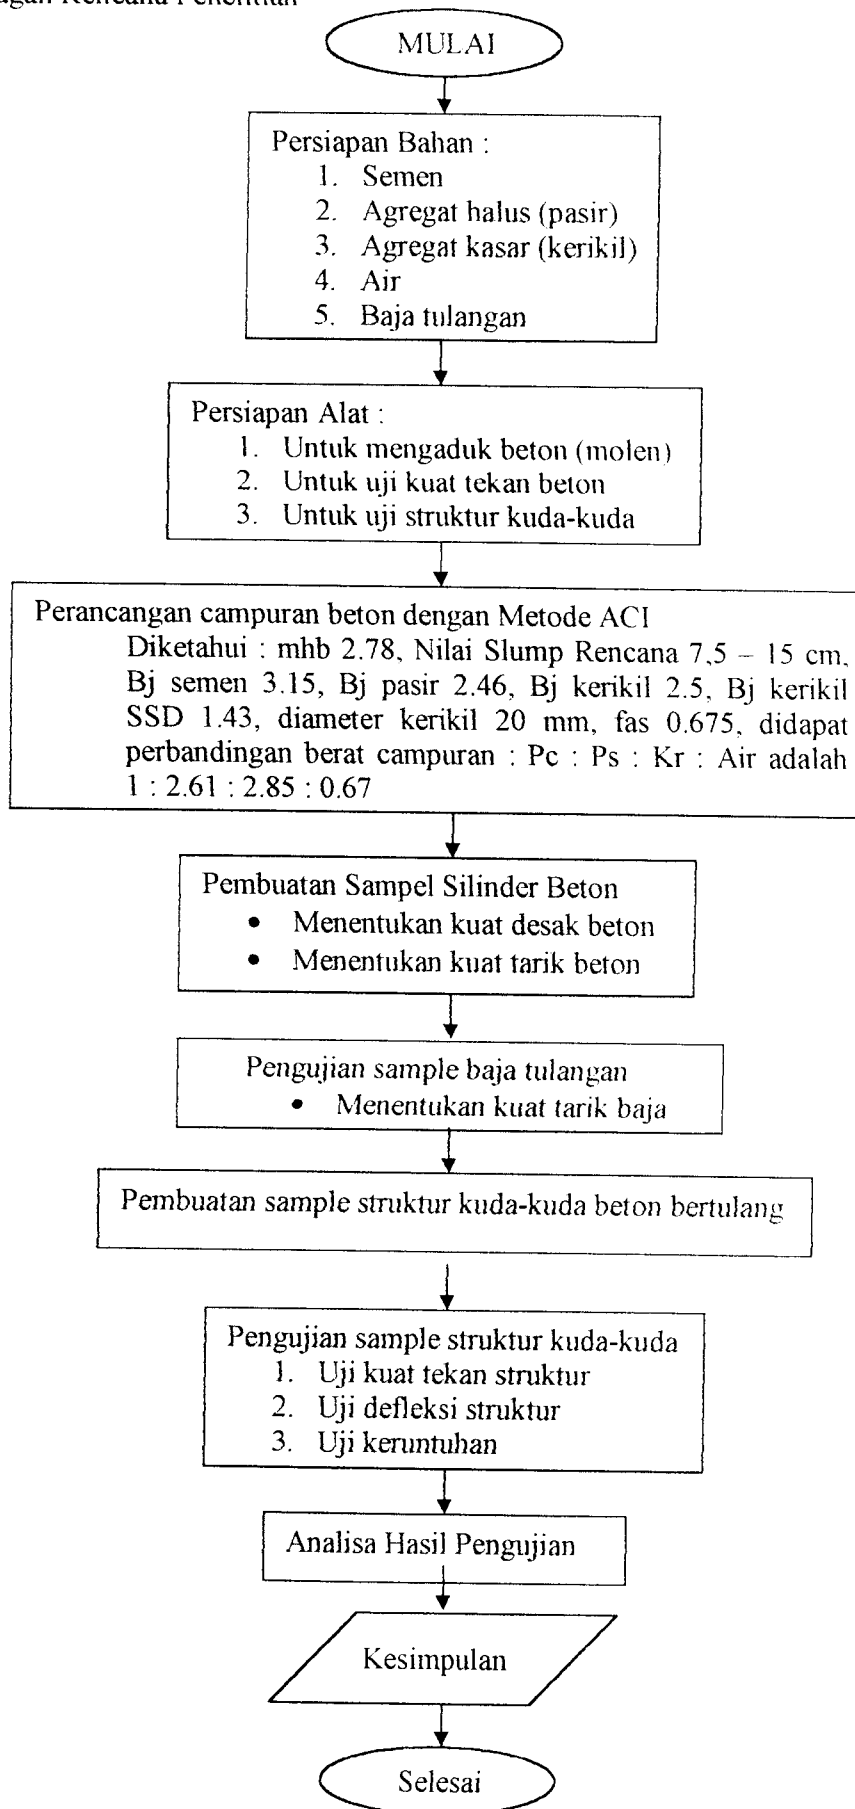 Rencana Penelitian
MULAI
Persiapan Bahan :
1. Semen
2. Agregat halus (pasir)
3. Agregat kasar (kerikil)
4. Air
5. Baja tulangan
Persiapan Alat :
1. Untuk mengaduk beton (molen)
2. Untuk uji kuat tekan beton
3. Untuk uji struktur kuda-kuda
Perancangan campuran beton dengan Metode ACI
Diketahui : mhb 2.78, Nilai Slump Rencana 7,5 – 15 cm,
Bj semen 3.15, Bj pasir 2.46, Bj kerikil 2.5, Bj kerikil
SSD 1.43, diameter kerikil 20 mm, fas 0.675, didapat
perbandingan berat campuran : Pc : Ps : Kr : Air adalah
1 : 2.61 : 2.85 : 0.67
Pembuatan Sampel Silinder Beton
• Menentukan kuat desak beton
• Menentukan kuat tarik beton
Pengujian sample baja tulangan
• Menentukan kuat tarik baja
Pembuatan sample struktur kuda-kuda beton bertulang
Pengujian sample struktur kuda-kuda
1. Uji kuat tekan struktur
2. Uji defleksi struktur
3. Uji keruntuhan
Analisa Hasil Pengujian
Kesimpulan
Selesai